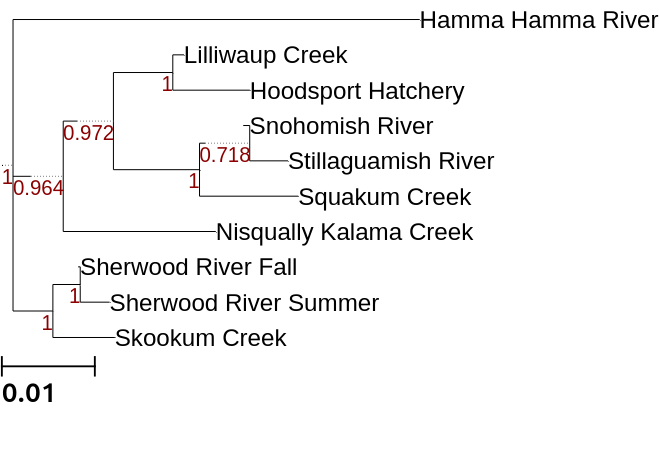 Hamma Hamma River
Lilliwaup Creek
1
Hoodsport Hatchery
Snohomish River
0.972
0.718
Stillaguamish River
1
0.964
1
Squakum Creek
Nisqually Kalama Creek
Sherwood River Fall
1
Sherwood River Summer
1
Skookum Creek
0.01